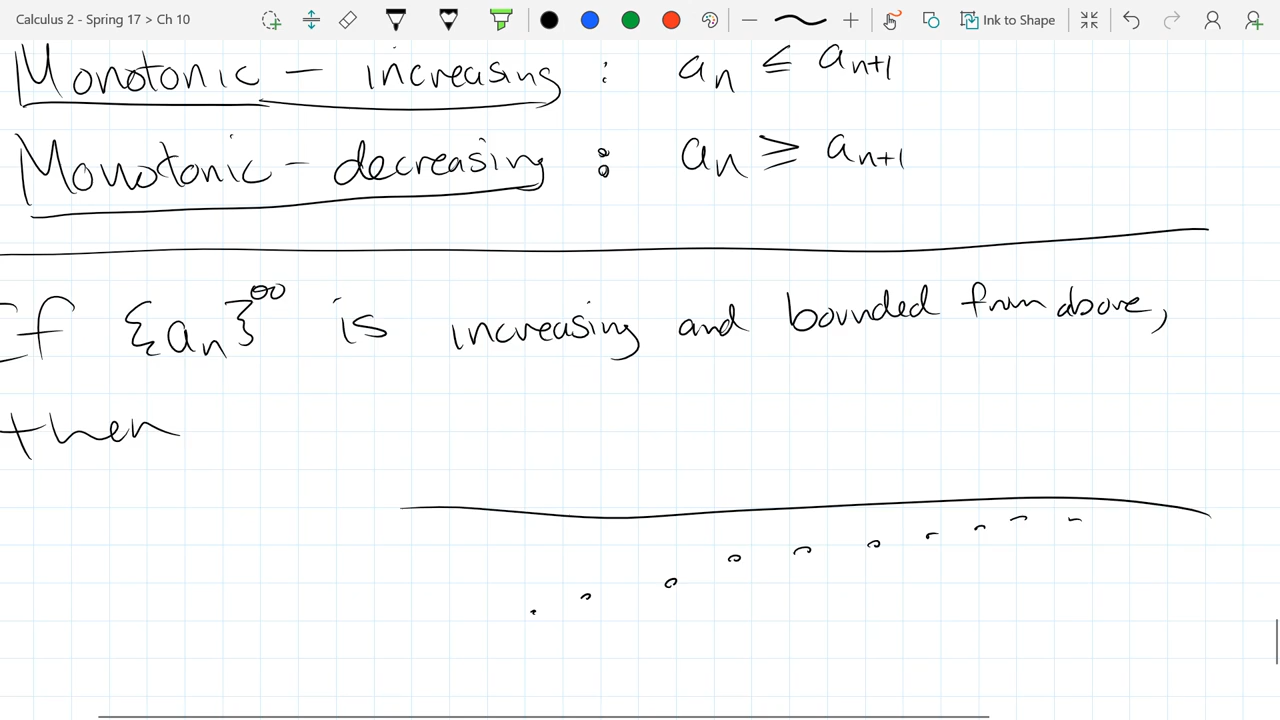 Calculus 2 - Spring 17 > Ch 10
Ink to Shape
Monotonic - increasing : aₙ ≤ aₙ₊₁
Monotonic - decreasing : aₙ ≥ aₙ₊₁
If {aₙ}^∞ is increasing and bounded from above,
then